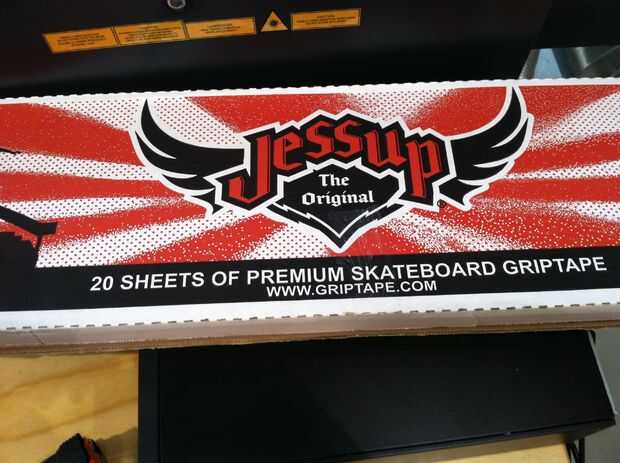 Jessup
The
Original
20 SHEETS OF PREMIUM SKATEBOARD GRIPTAPE
WWW.GRIPTAPE.COM